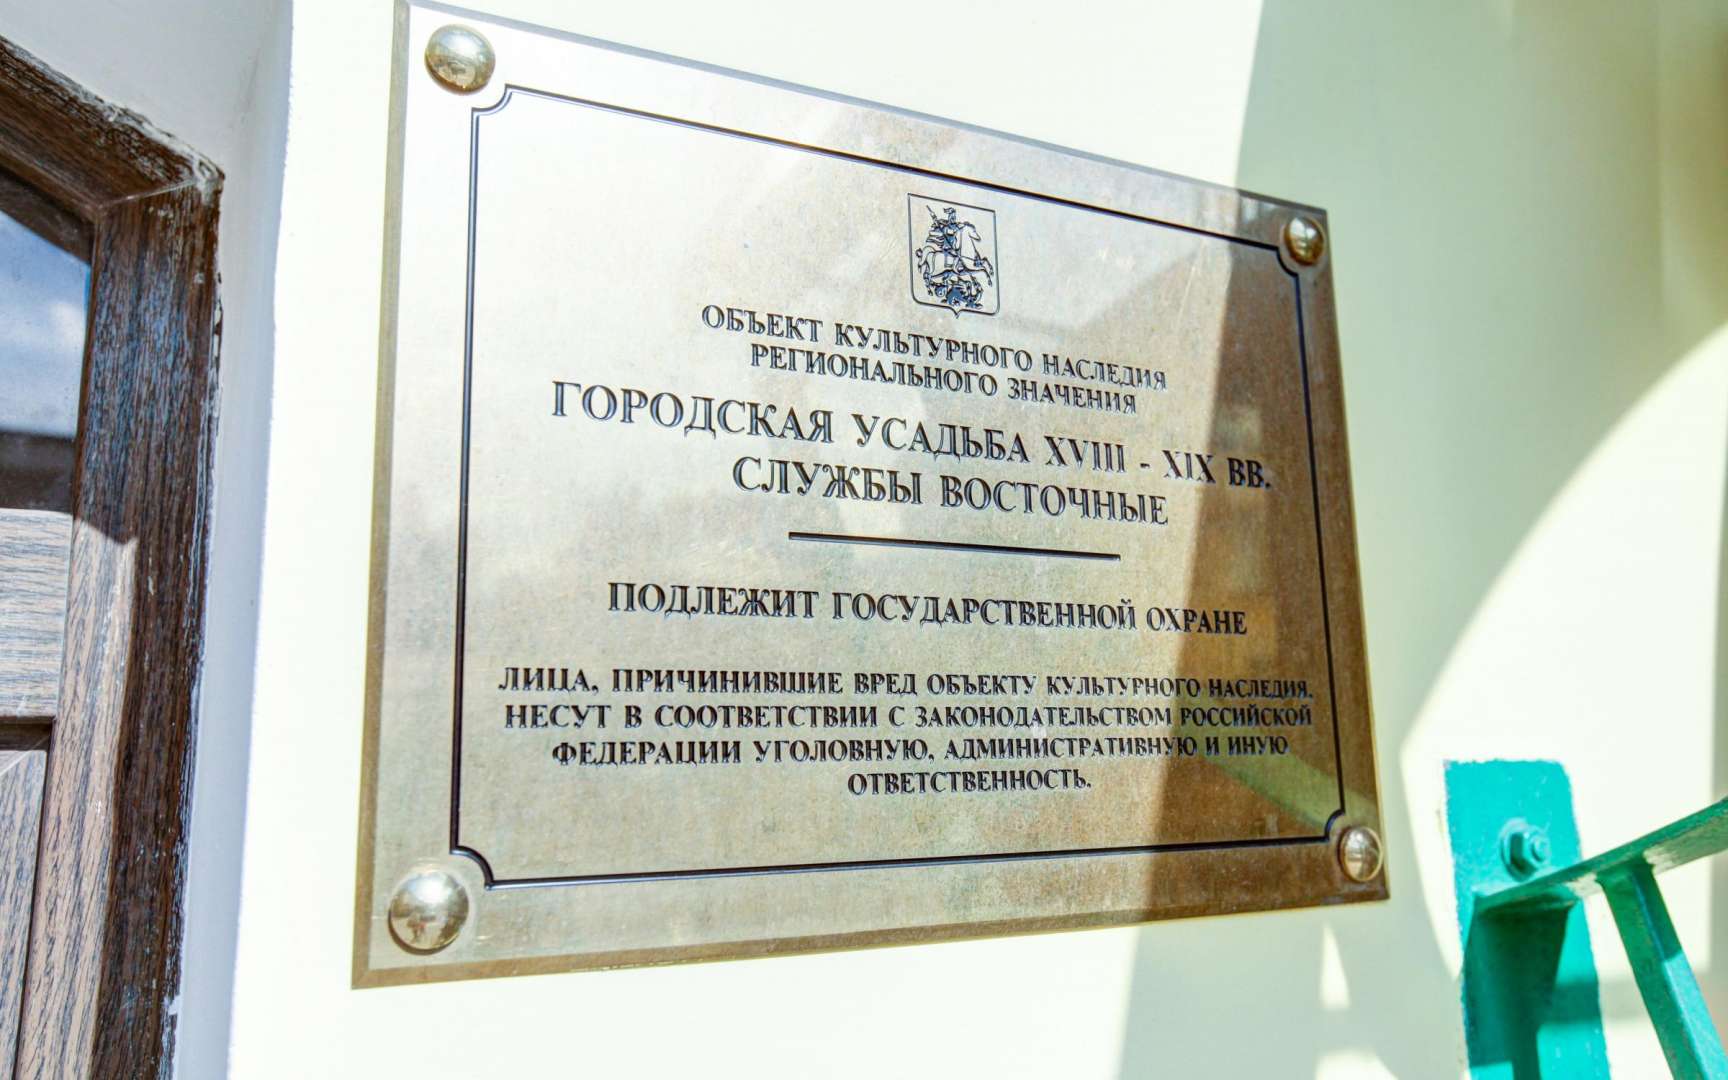 ОБЪЕКТ КУЛЬТУРНОГО НАСЛЕДИЯ
РЕГИОНАЛЬНОГО ЗНАЧЕНИЯ
ГОРОДСКАЯ УСАДЬБА XVIII - XIX ВВ.
СЛУЖБЫ ВОСТОЧНЫЕ
ПОДЛЕЖИТ ГОСУДАРСТВЕННОЙ ОХРАНЕ
ЛИЦА, ПРИЧИНИВШИЕ ВРЕД ОБЪЕКТУ КУЛЬТУРНОГО НАСЛЕДИЯ,
НЕСУТ В СООТВЕТСТВИИ С ЗАКОНОДАТЕЛЬСТВОМ РОССИЙСКОЙ
ФЕДЕРАЦИИ УГОЛОВНУЮ, АДМИНИСТРАТИВНУЮ И ИНУЮ
ОТВЕТСТВЕННОСТЬ.